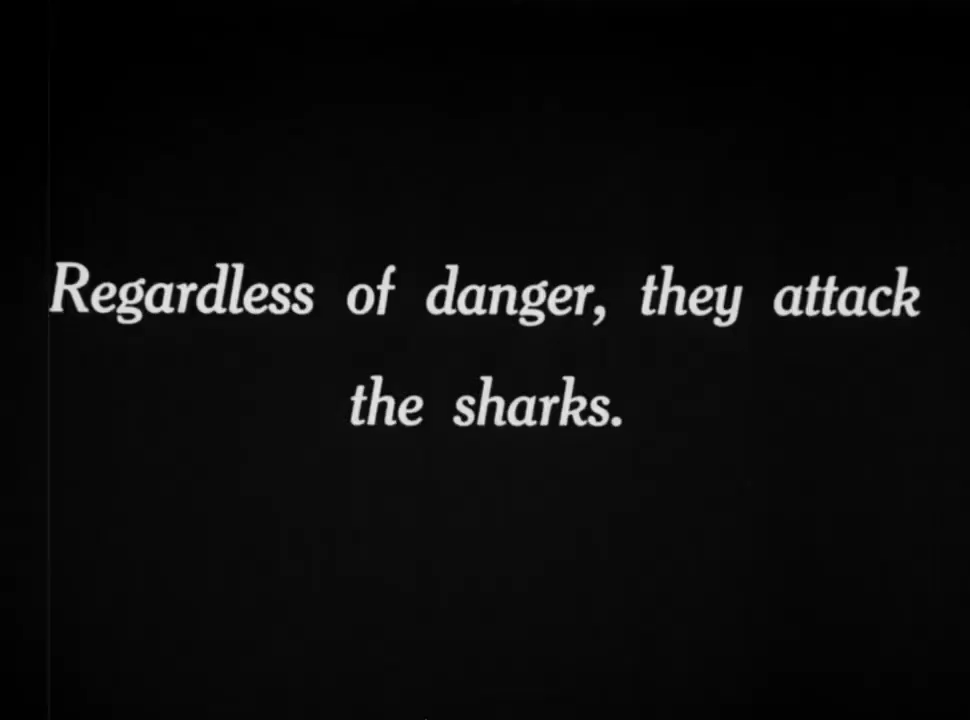 Regardless of danger, they attack
the sharks.